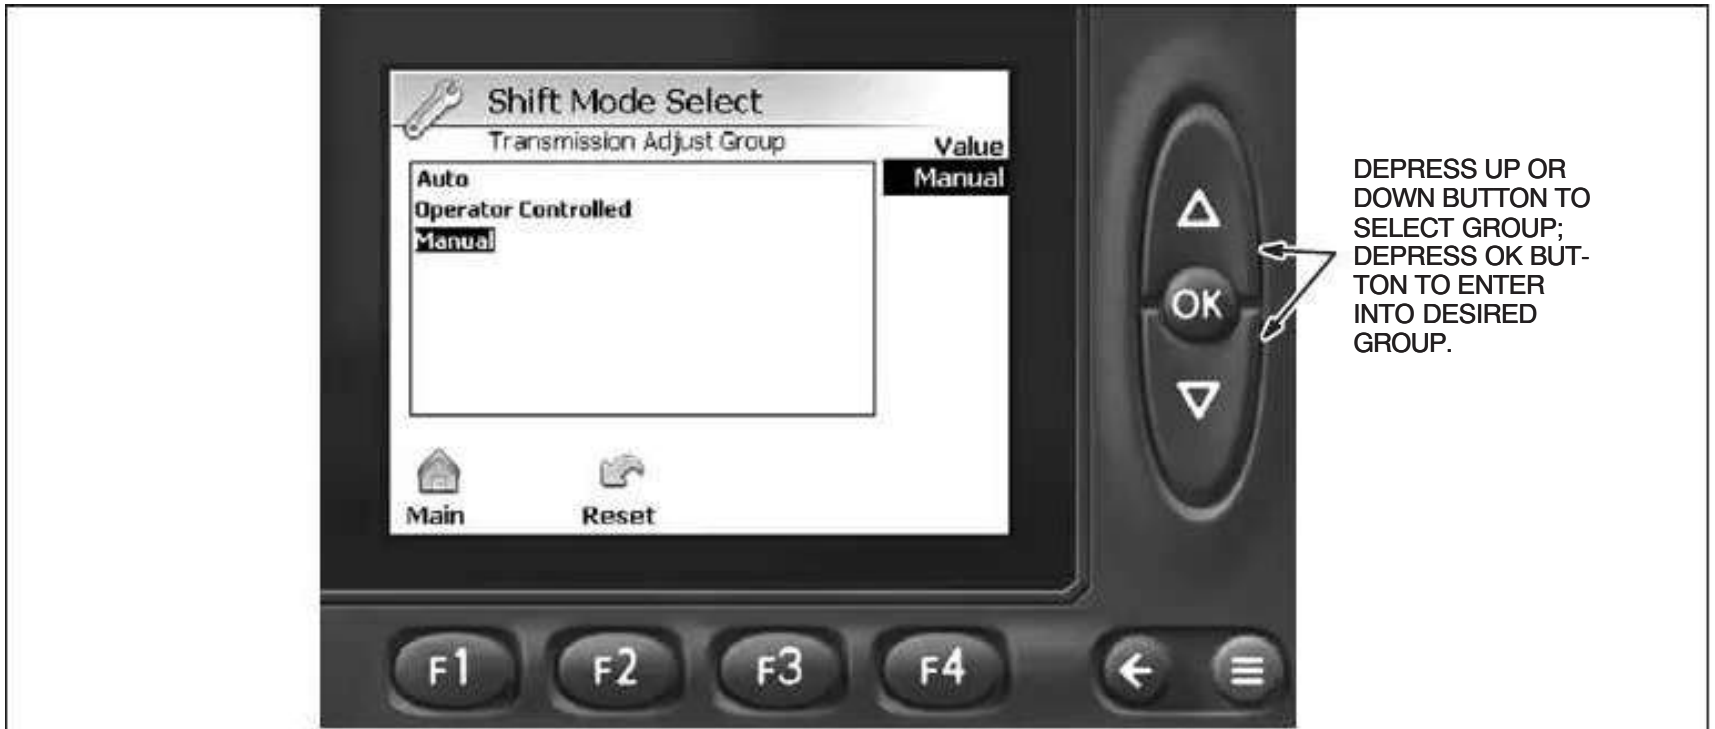 Shift Mode Select
Transmission Adjust Group
Value
Auto
Manual
Operator Controlled
Manual
Main
Reset
OK
F1
F2
F3
F4
DEPRESS UP OR
DOWN BUTTON TO
SELECT GROUP;
DEPRESS OK BUT-
TON TO ENTER
INTO DESIRED
GROUP.